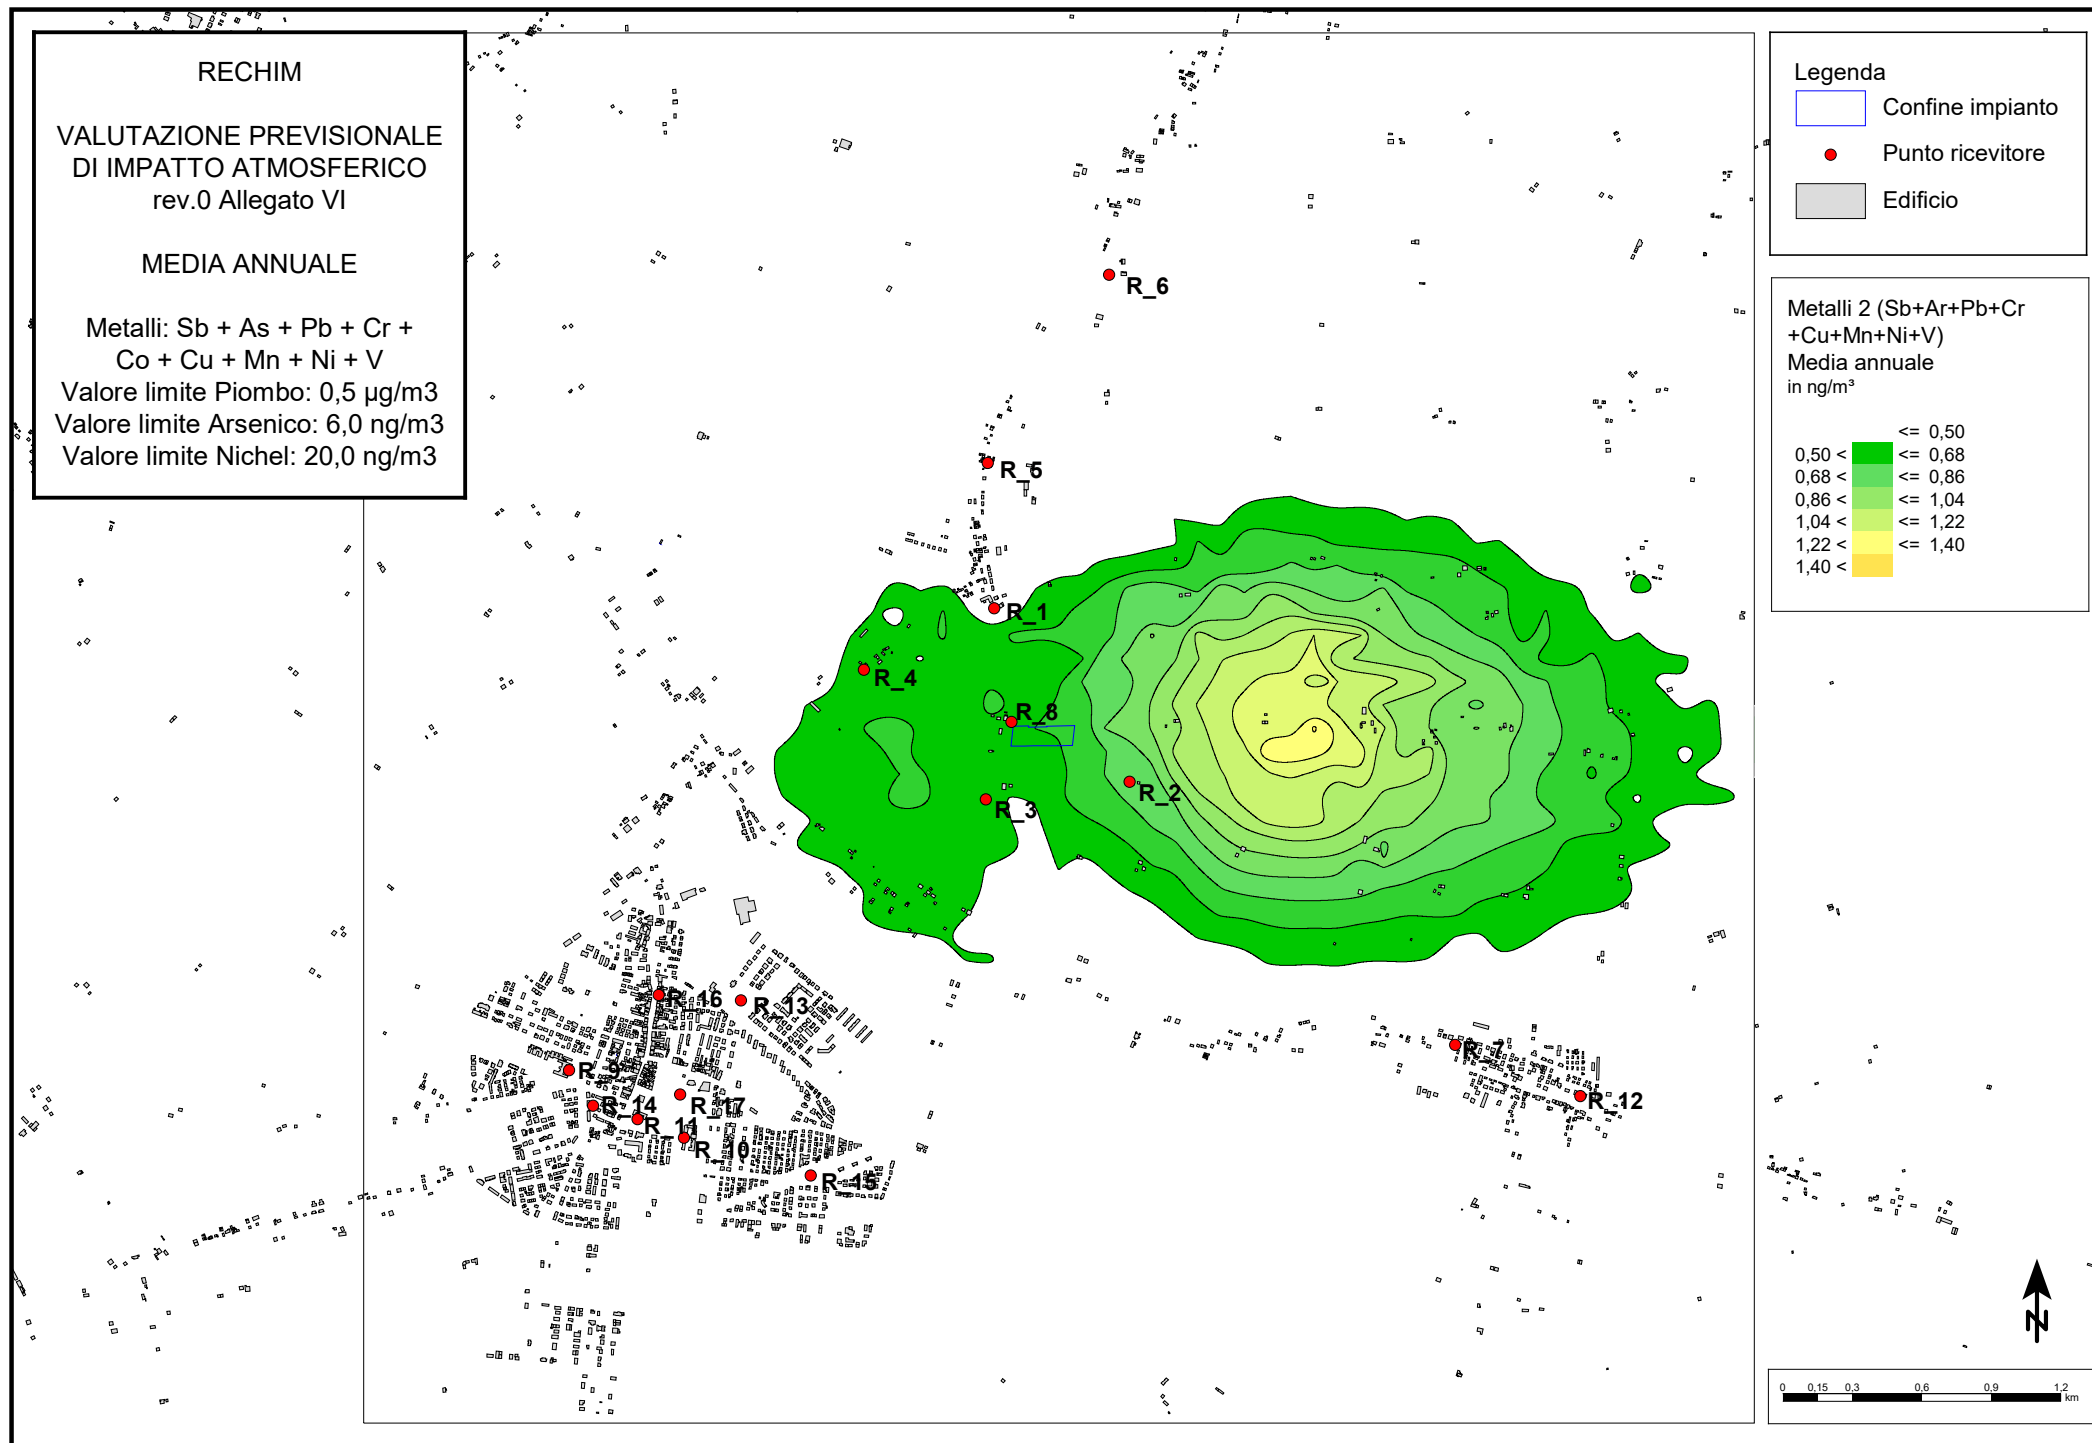 RECHIM
VALUTAZIONE PREVISIONALE
DI IMPATTO ATMOSFERICO
rev.0 Allegato VI
MEDIA ANNUALE
Metalli: Sb + As + Pb + Cr +
Co + Cu + Mn + Ni + V
Valore limite Piombo: 0,5 µg/m3
Valore limite Arsenico: 6,0 ng/m3
Valore limite Nichel: 20,0 ng/m3
Legenda
Confine impianto
Punto ricevitore
Edificio
Metalli 2 (Sb+Ar+Pb+Cr
+Cu+Mn+Ni+V)
Media annuale
in ng/m³
<= 0,50
0,50 < <= 0,68
0,68 < <= 0,86
0,86 < <= 1,04
1,04 < <= 1,22
1,22 < <= 1,40
1,40 <
R_6
R_5
R_1
R_4
R_8
R_2
R_3
R_16
R_13
R_7
R_9
R_14
R_17
R_12
R_11
R_10
R_15
N
0 0,15 0,3 0,6 0,9 1,2
km